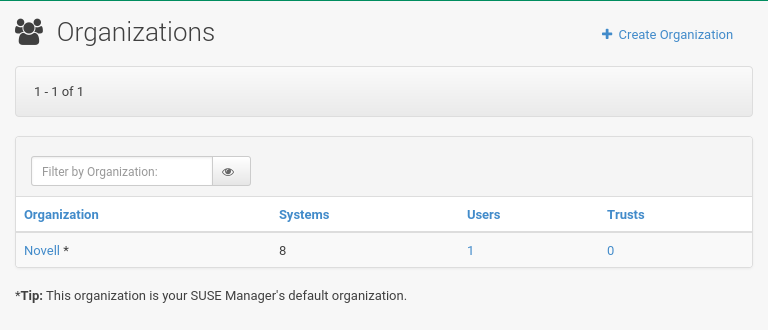 Organizations
+ Create Organization
1 - 1 of 1
Filter by Organization:
Organization Systems Users Trusts
Novell * 8 1 0
*Tip: This organization is your SUSE Manager's default organization.